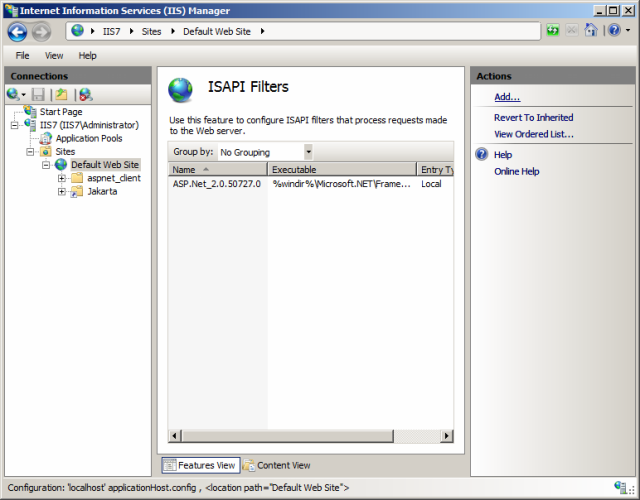 Internet Information Services (IIS) Manager
IIS7 Sites Default Web Site
File View Help
Connections
Start Page
IIS7 (IIS7\Administrator)
Application Pools
Sites
Default Web Site
aspnet_client
Jakarta
ISAPI Filters
Use this feature to configure ISAPI filters that process requests made
to the Web server.
Group by: No Grouping
Name Executable Entry Ty
ASP.Net_2.0.50727.0 %windir%\Microsoft.NET\Frame... Local
Features View Content View
Actions
Add...
Revert To Inherited
View Ordered List...
Help
Online Help
Configuration: 'localhost' applicationHost.config , <location path="Default Web Site">